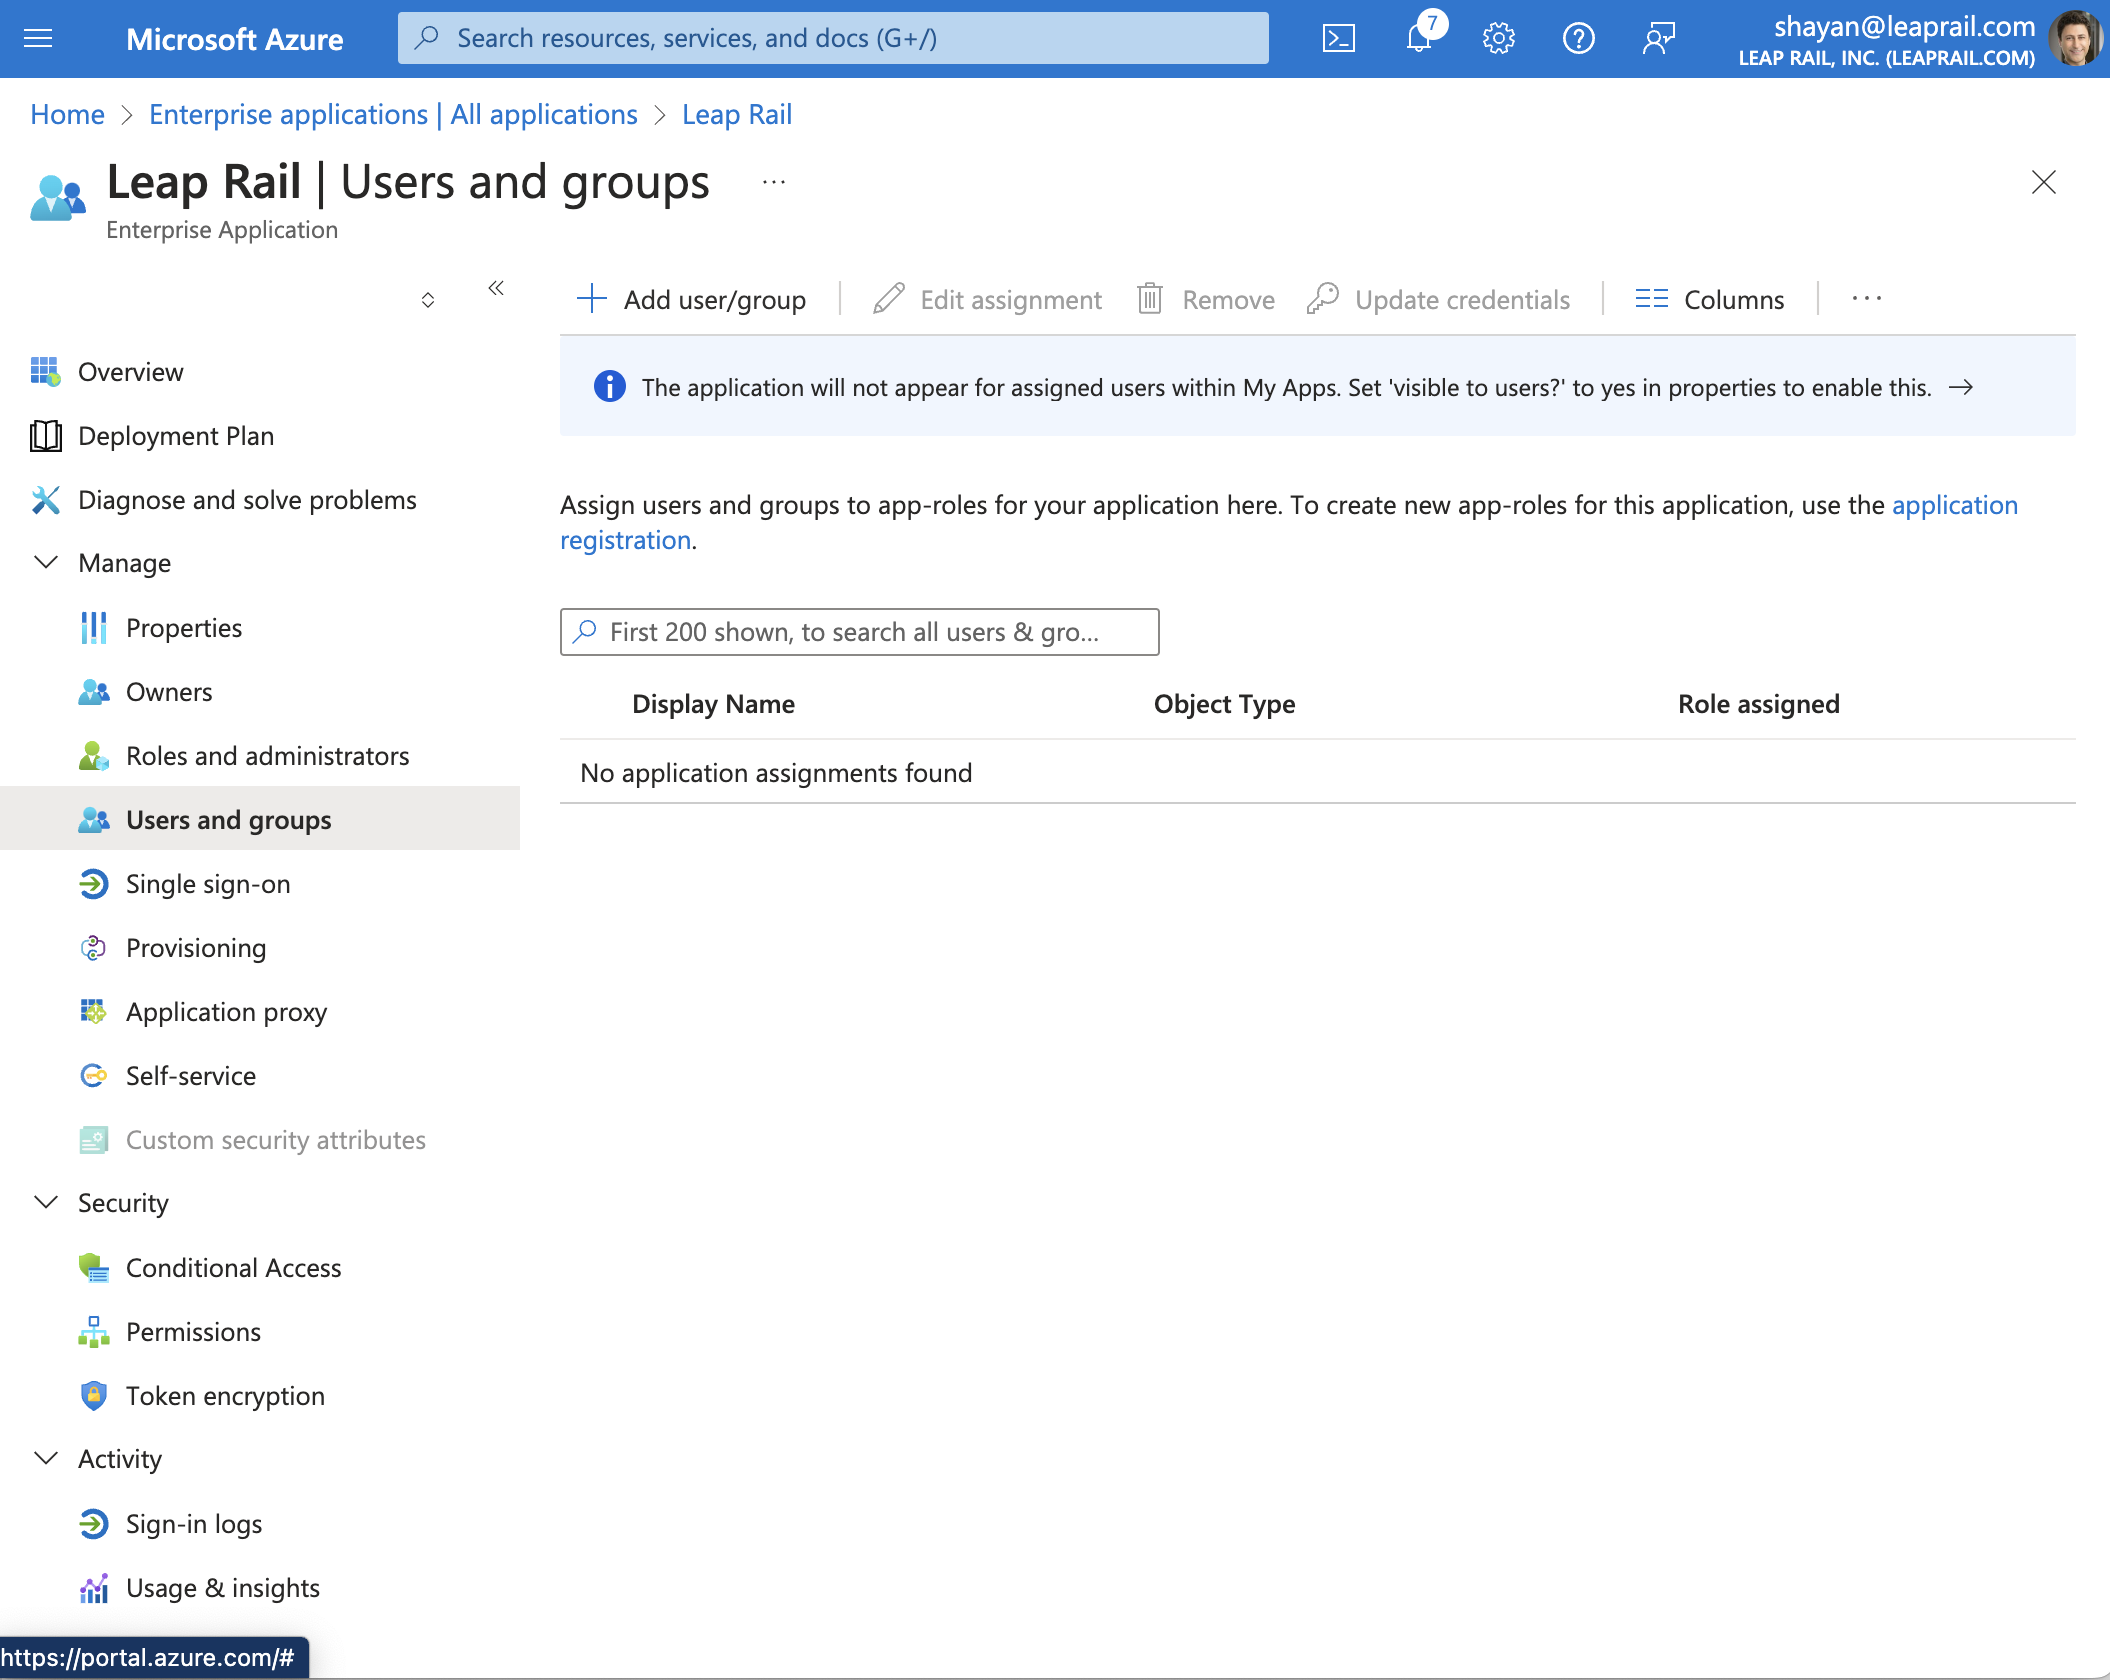 Microsoft Azure
Search resources, services, and docs (G+/)
7
shayan@leaprail.com
LEAP RAIL, INC. (LEAPRAIL.COM)
Home > Enterprise applications | All applications > Leap Rail
Leap Rail | Users and groups ...
Enterprise Application
Add user/group
Edit assignment
Remove
Update credentials
Columns
...
Overview
Deployment Plan
Diagnose and solve problems
Manage
Properties
Owners
Roles and administrators
Users and groups
Single sign-on
Provisioning
Application proxy
Self-service
Custom security attributes
Security
Conditional Access
Permissions
Token encryption
Activity
Sign-in logs
Usage & insights
The application will not appear for assigned users within My Apps. Set 'visible to users?' to yes in properties to enable this. →
Assign users and groups to app-roles for your application here. To create new app-roles for this application, use the application
registration.
First 200 shown, to search all users & gro...
Display Name Object Type Role assigned
No application assignments found
https://portal.azure.com/#